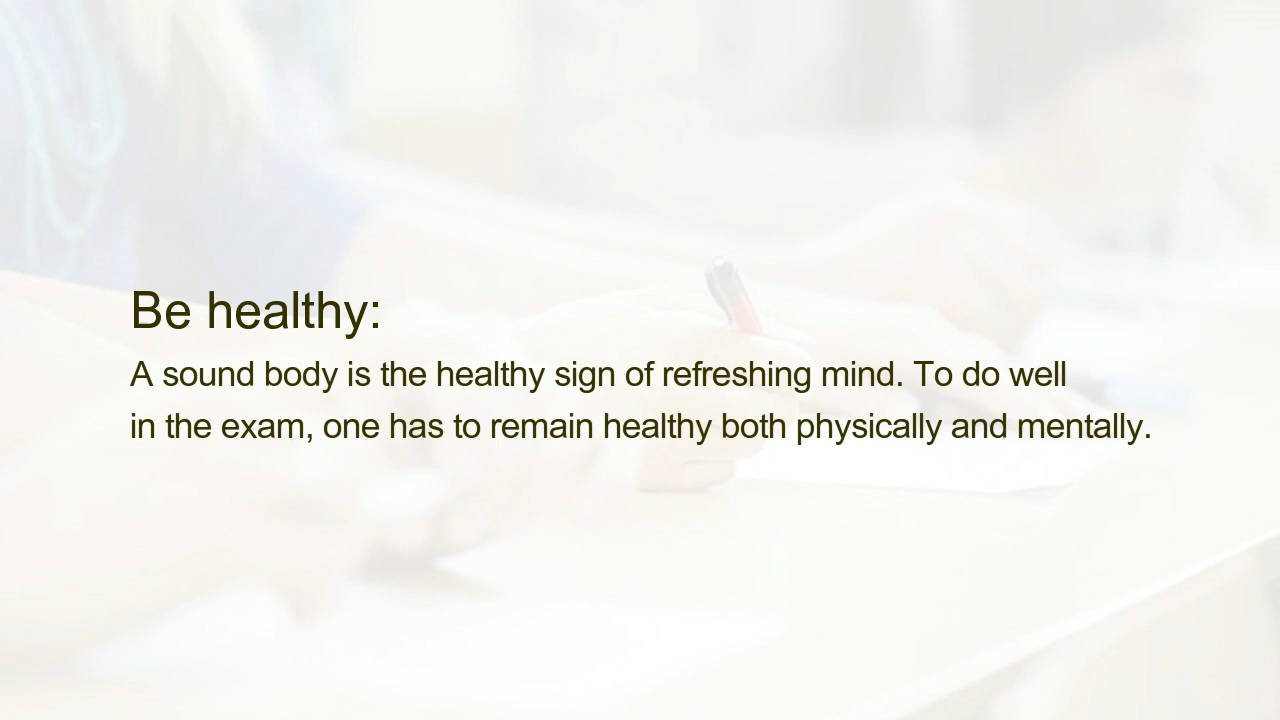 Be healthy:
A sound body is the healthy sign of refreshing mind. To do well
in the exam, one has to remain healthy both physically and mentally.